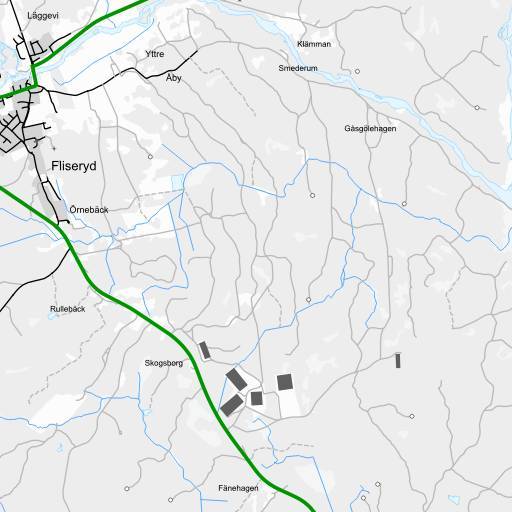 Läggevi
Klämman
Yttre
Smederum
Åby
Gåsgölehagen
Fliseryd
Örnebäck
Rullebäck
Skogsborg
Fänehagen